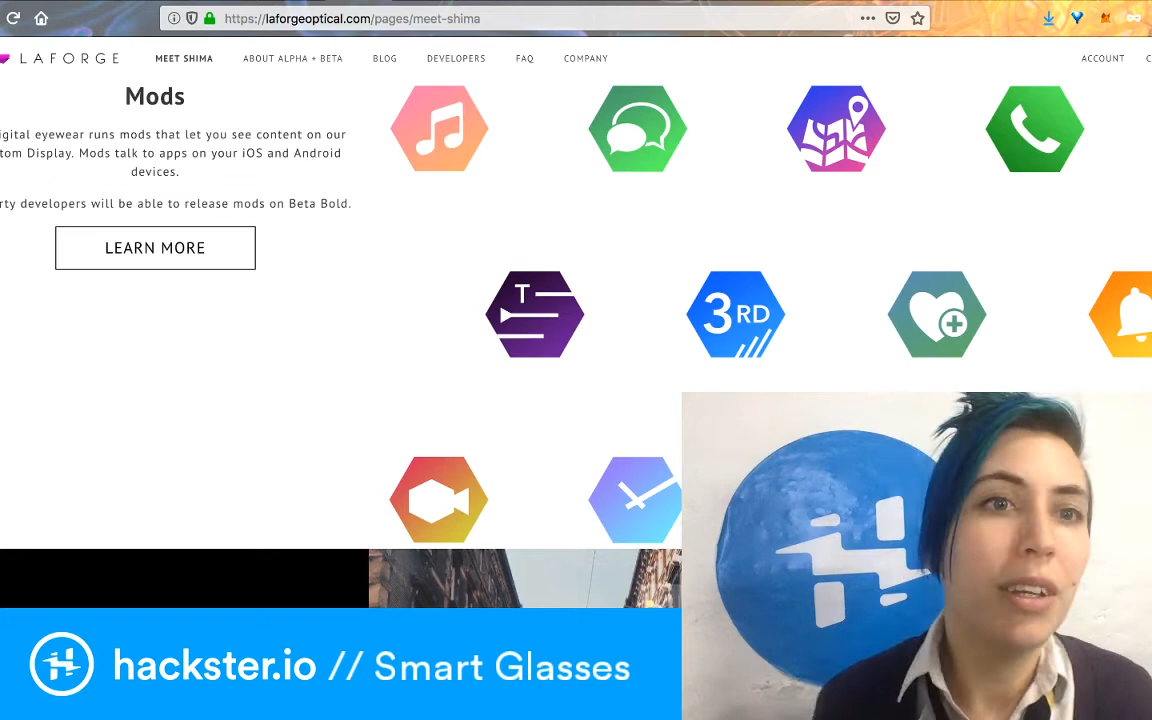 https://laforgeoptical.com/pages/meet-shima
LAFORGE
MEET SHIMA
ABOUT ALPHA + BETA
BLOG
DEVELOPERS
FAQ
COMPANY
ACCOUNT
C
Mods
igital eyewear runs mods that let you see content on our
tom Display. Mods talk to apps on your iOS and Android
devices.
rty developers will be able to release mods on Beta Bold.
LEARN MORE
T
3RD
hackster.io // Smart Glasses